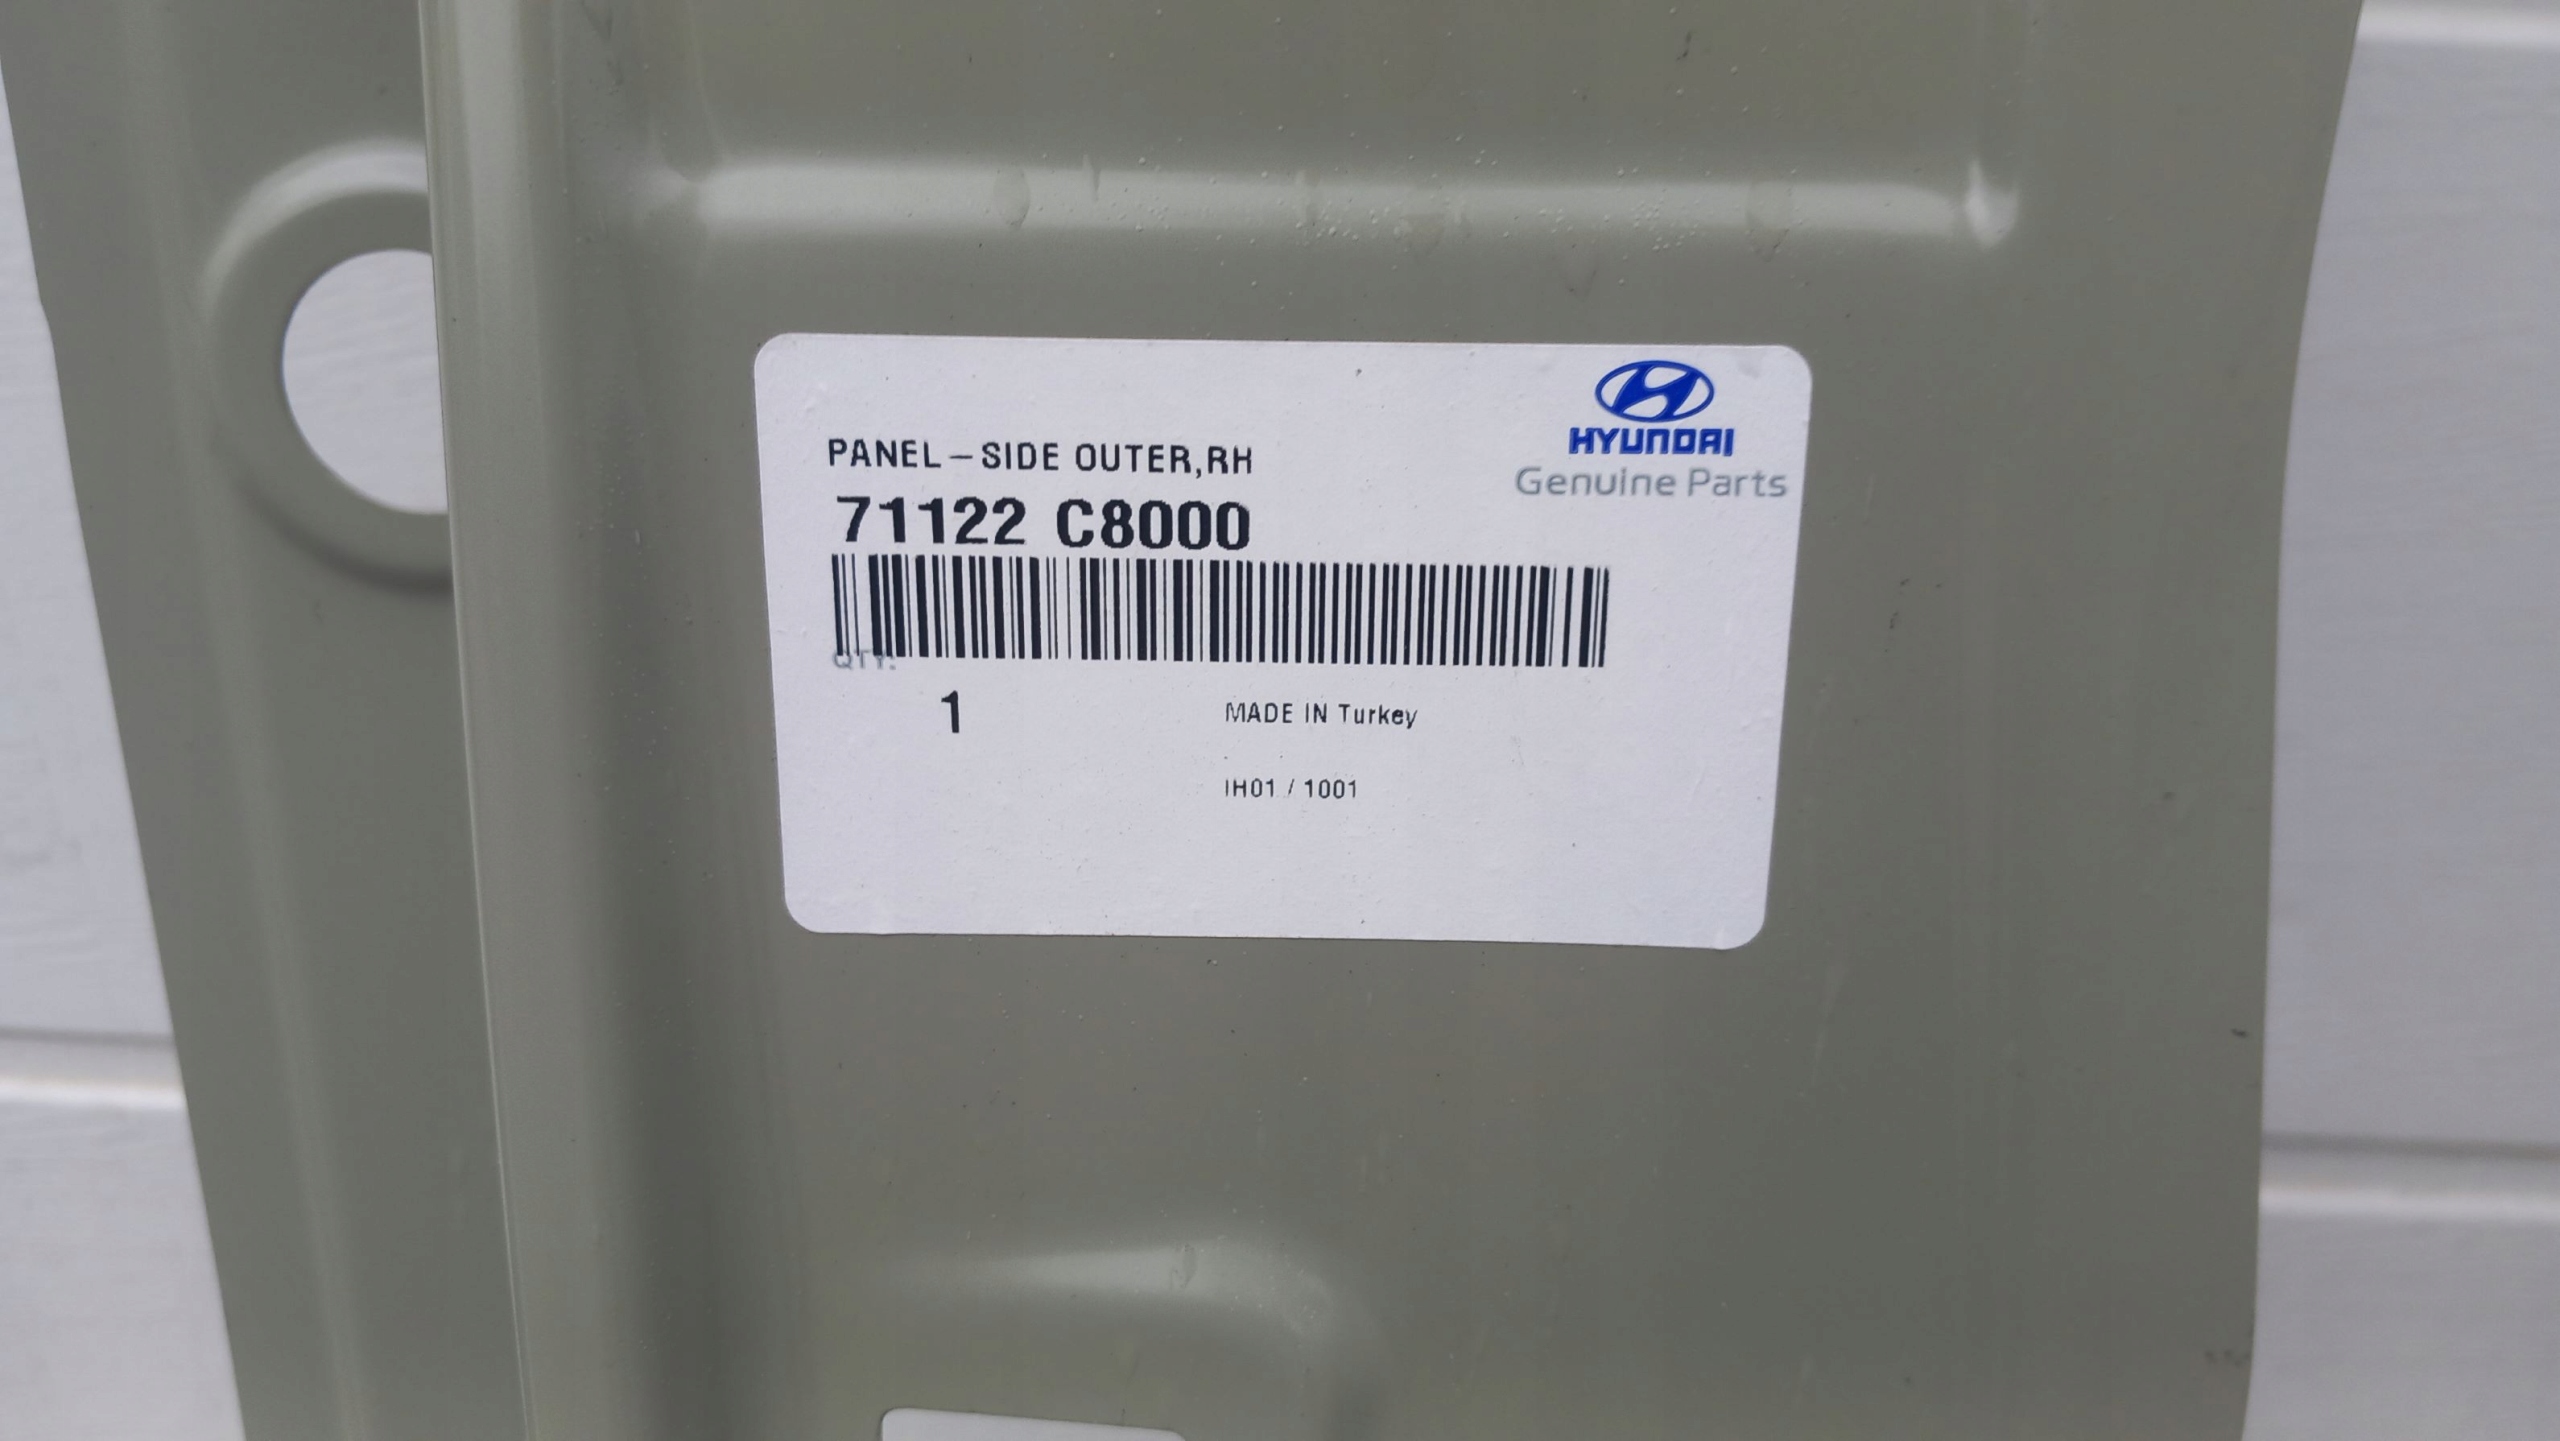 HYUNDAI
Genuine Parts
PANEL-SIDE OUTER,RH
71122 C8000
QTY:
1
MADE IN Turkey
IH01 / 1001